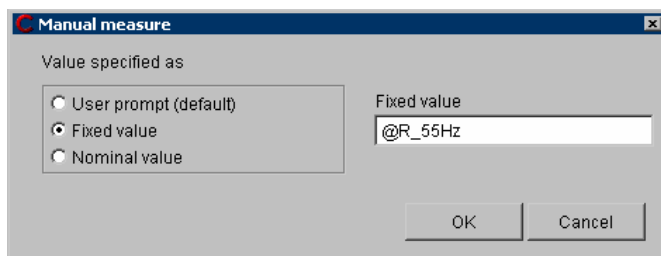 Manual measure
Value specified as
User prompt (default)
Fixed value
Nominal value
Fixed value
@R_55Hz
OK
Cancel